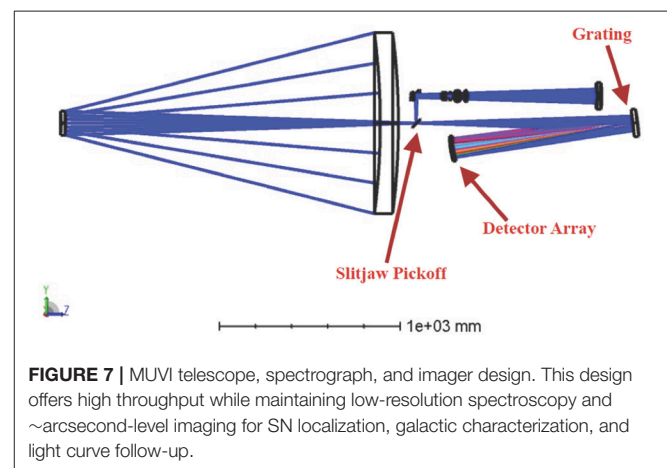 Grating
Detector Array
Slitjaw Pickoff
Y
Z
1e+03 mm
FIGURE 7 | MUVI telescope, spectrograph, and imager design. This design
offers high throughput while maintaining low-resolution spectroscopy and
∼arcsecond-level imaging for SN localization, galactic characterization, and
light curve follow-up.